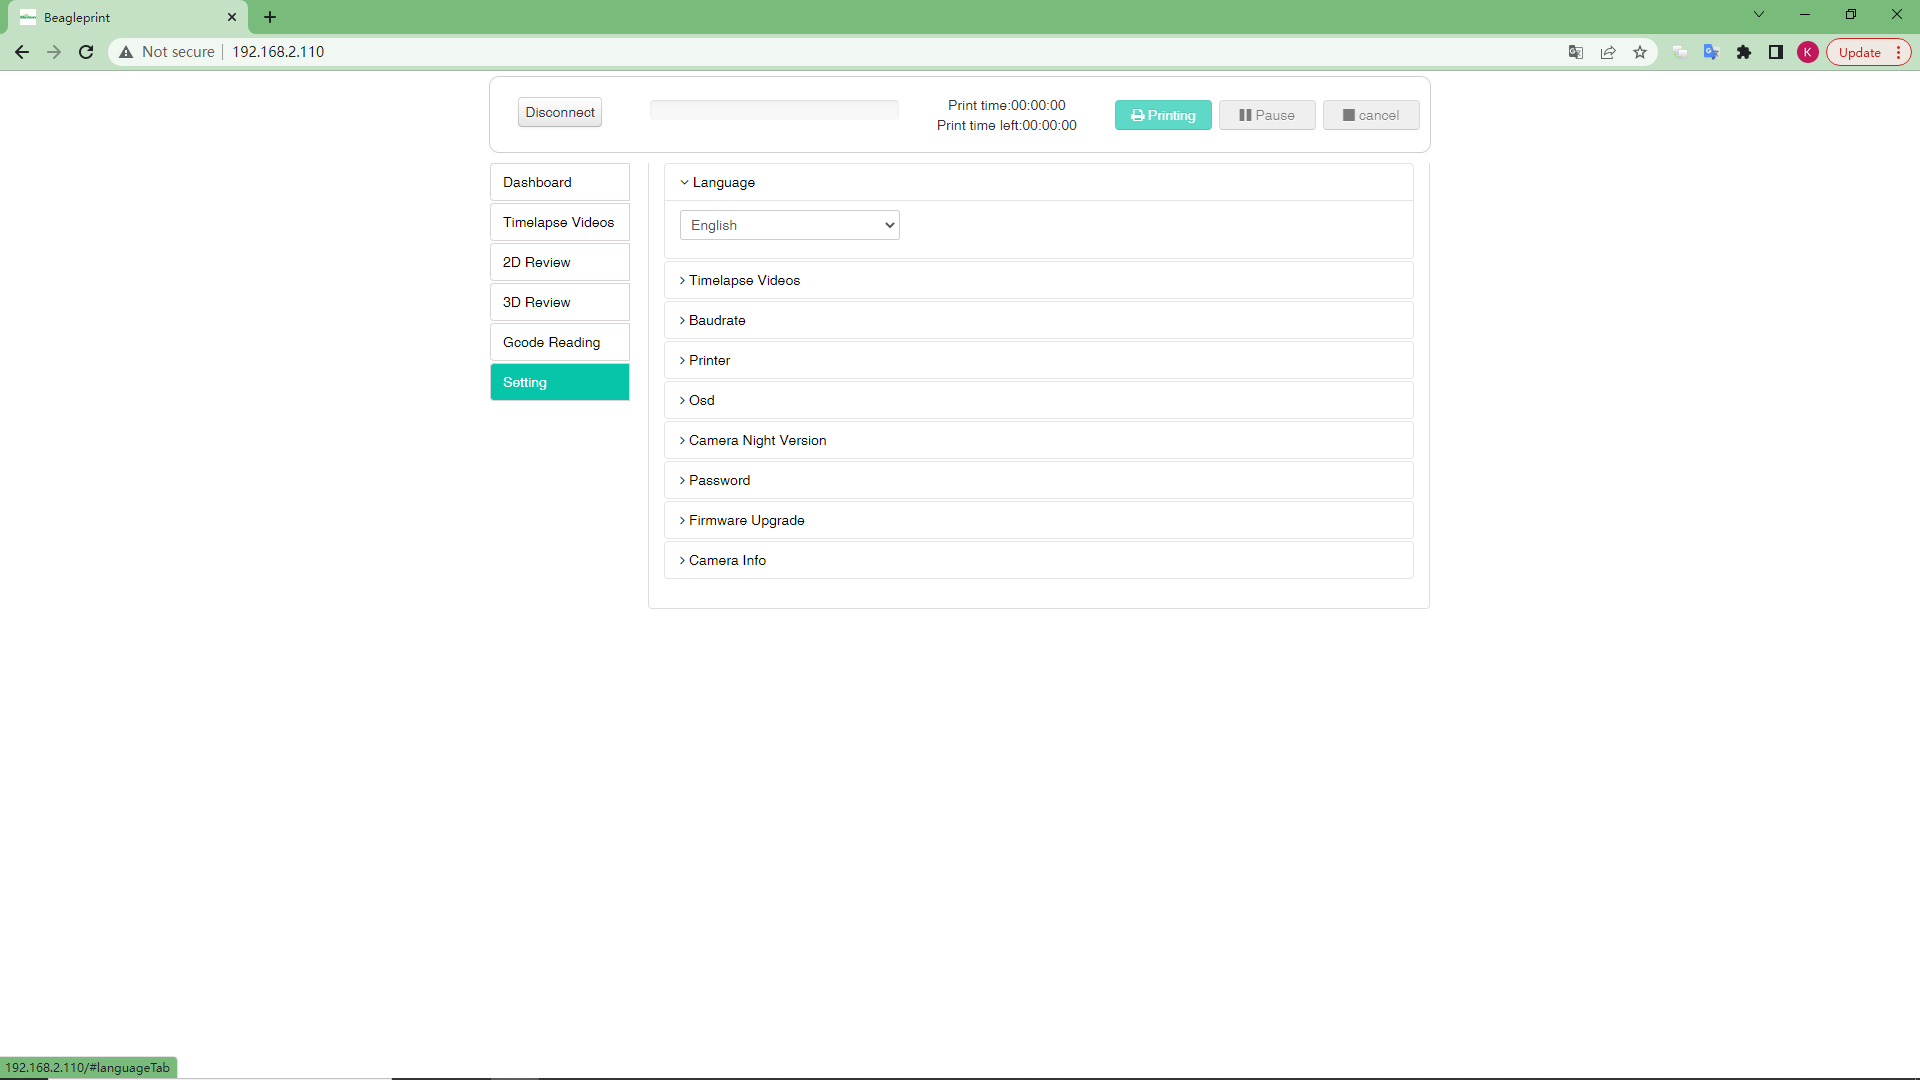 Beagleprint
Not secure
192.168.2.110
K
Update
Disconnect
Print time:00:00:00
Print time left:00:00:00
Printing
Pause
cancel
Dashboard
Timelapse Videos
2D Review
3D Review
Gcode Reading
Setting
Language
English
Timelapse Videos
Baudrate
Printer
Osd
Camera Night Version
Password
Firmware Upgrade
Camera Info
192.168.2.110/#languageTab